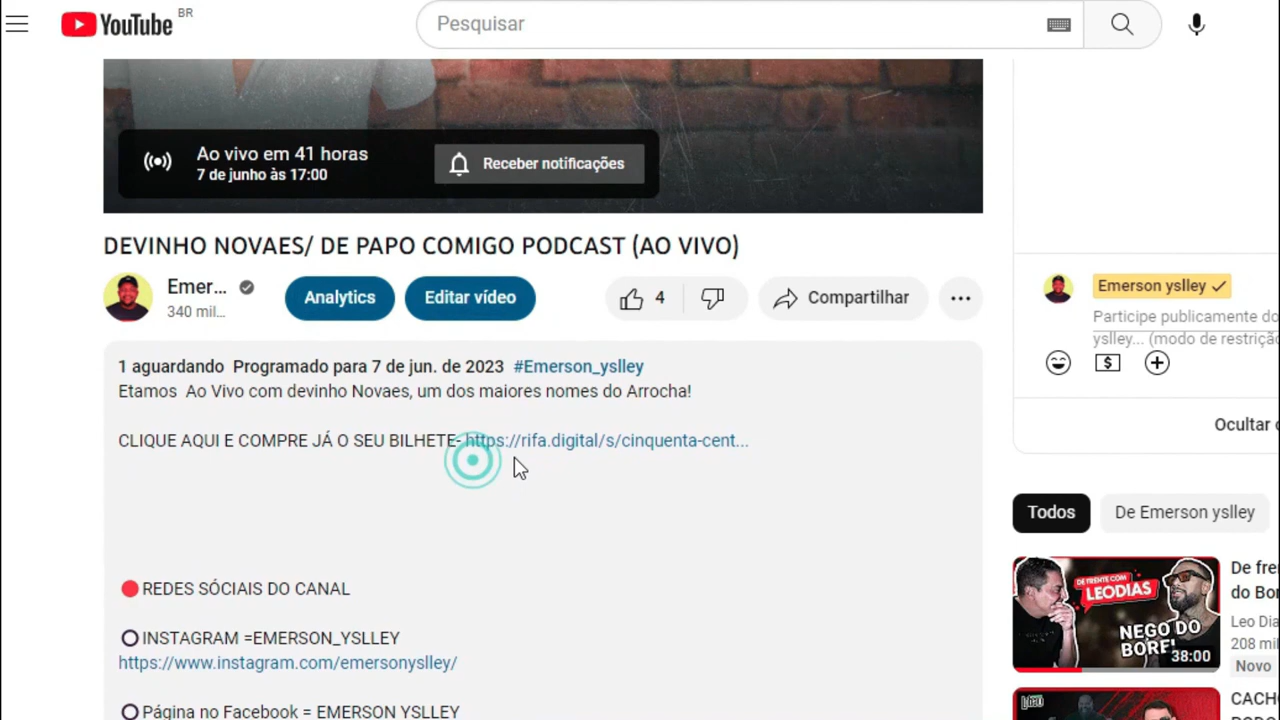 YouTube BR
Pesquisar
Ao vivo em 41 horas
7 de junho às 17:00
Receber notificações
DEVINHO NOVAES/ DE PAPO COMIGO PODCAST (AO VIVO)
Emer...
340 mil...
Analytics
Editar vídeo
4
Compartilhar
1 aguardando Programado para 7 de jun. de 2023 #Emerson_yslley
Etamos Ao Vivo com devinho Novaes, um dos maiores nomes do Arrocha!
CLIQUE AQUI E COMPRE JÁ O SEU BILHETE- https://rifa.digital/s/cinquenta-cent...
REDES SÓCIAIS DO CANAL
INSTAGRAM =EMERSON_YSLLEY
https://www.instagram.com/emersonyslley/
Página no Facebook = EMERSON YSLLEY
Emerson yslley
Participe publicamente do
yslley... (modo de restrição
Ocultar
Todos
De Emerson yslley
DE FRENTE COM
LEODIAS
NEGO DO
BOREL
38:00
De fre
do Bor
Leo Dia
208 mil
Novo
CACH